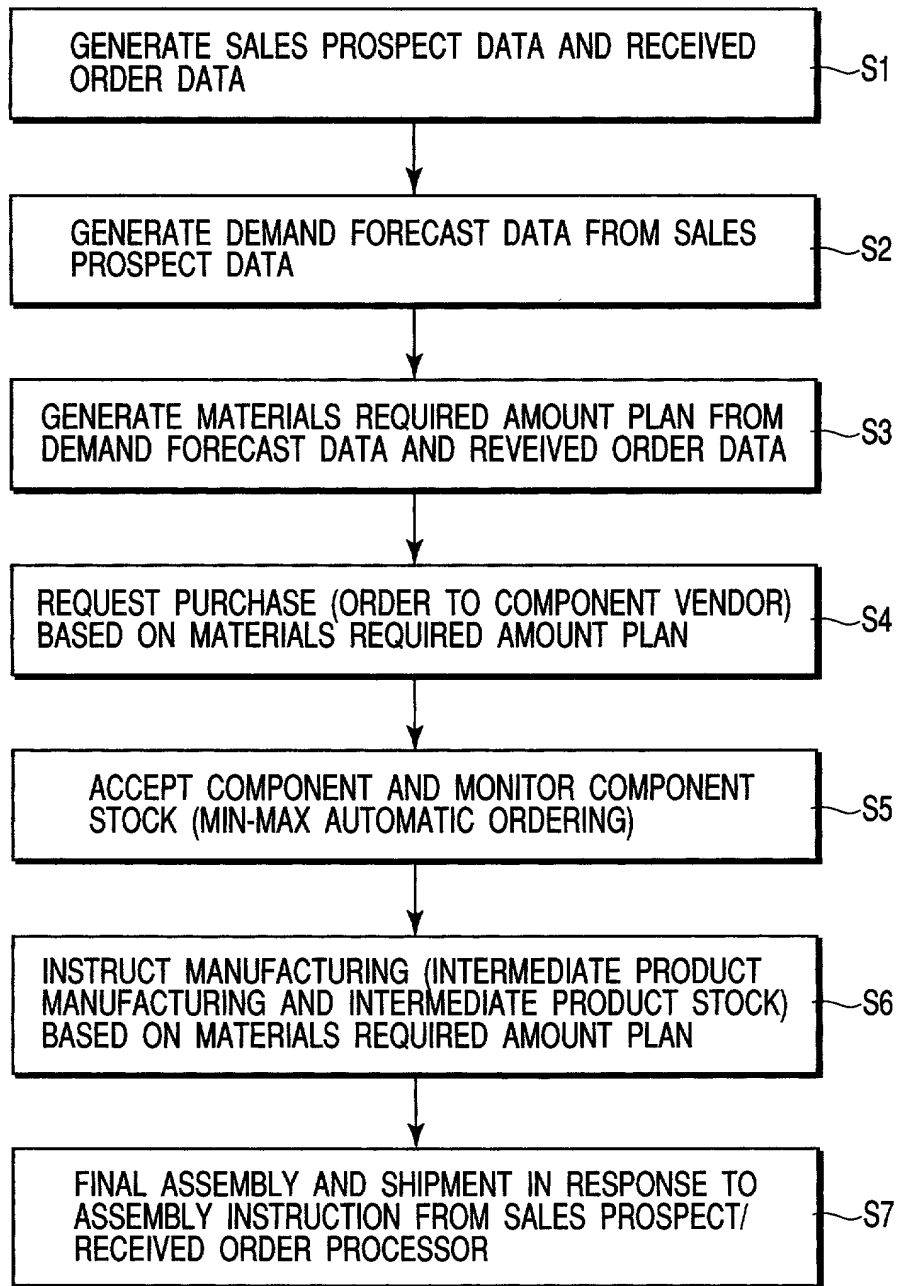 GENERATE SALES PROSPECT DATA AND RECEIVED
ORDER DATA
S1
GENERATE DEMAND FORECAST DATA FROM SALES
PROSPECT DATA
S2
GENERATE MATERIALS REQUIRED AMOUNT PLAN FROM
DEMAND FORECAST DATA AND REVEIVED ORDER DATA
S3
REQUEST PURCHASE (ORDER TO COMPONENT VENDOR)
BASED ON MATERIALS REQUIRED AMOUNT PLAN
S4
ACCEPT COMPONENT AND MONITOR COMPONENT
STOCK (MIN-MAX AUTOMATIC ORDERING)
S5
INSTRUCT MANUFACTURING (INTERMEDIATE PRODUCT
MANUFACTURING AND INTERMEDIATE PRODUCT STOCK)
BASED ON MATERIALS REQUIRED AMOUNT PLAN
S6
FINAL ASSEMBLY AND SHIPMENT IN RESPONSE TO
ASSEMBLY INSTRUCTION FROM SALES PROSPECT/
RECEIVED ORDER PROCESSOR
S7